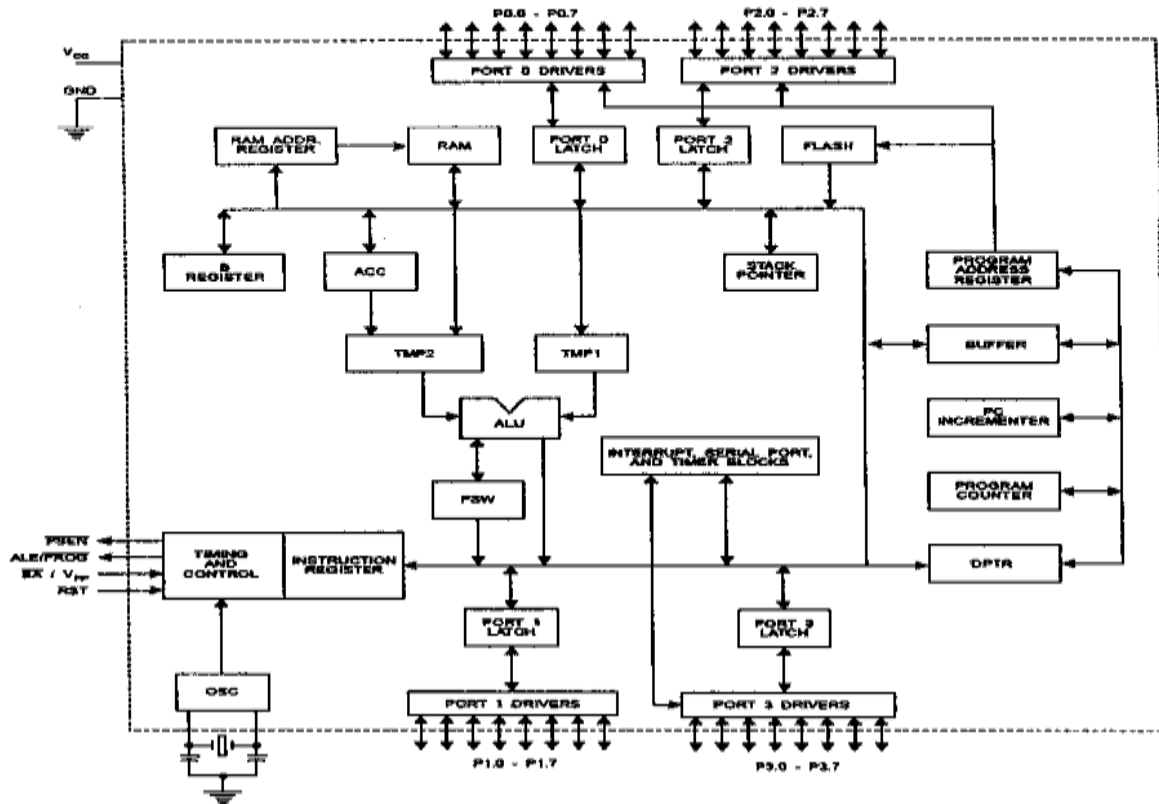 P0.0 - P0.7
P2.0 - P2.7
VCC
GND
PORT 0 DRIVERS
PORT 2 DRIVERS
RAM ADDR.
REGISTER
RAM
PORT 0
LATCH
PORT 2
LATCH
FLASH
B
REGISTER
ACC
STACK
POINTER
PROGRAM
ADDRESS
REGISTER
TMP2
TMP1
BUFFER
ALU
PC
INCREMENTER
INTERRUPT, SERIAL PORT,
AND TIMER BLOCKS
PSW
PROGRAM
COUNTER
PSEN
ALE/PROG
EA / VPP
RST
TIMING
AND
CONTROL
INSTRUCTION
REGISTER
DPTR
PORT 1
LATCH
PORT 3
LATCH
OSC
PORT 1 DRIVERS
PORT 3 DRIVERS
P1.0 - P1.7
P3.0 - P3.7